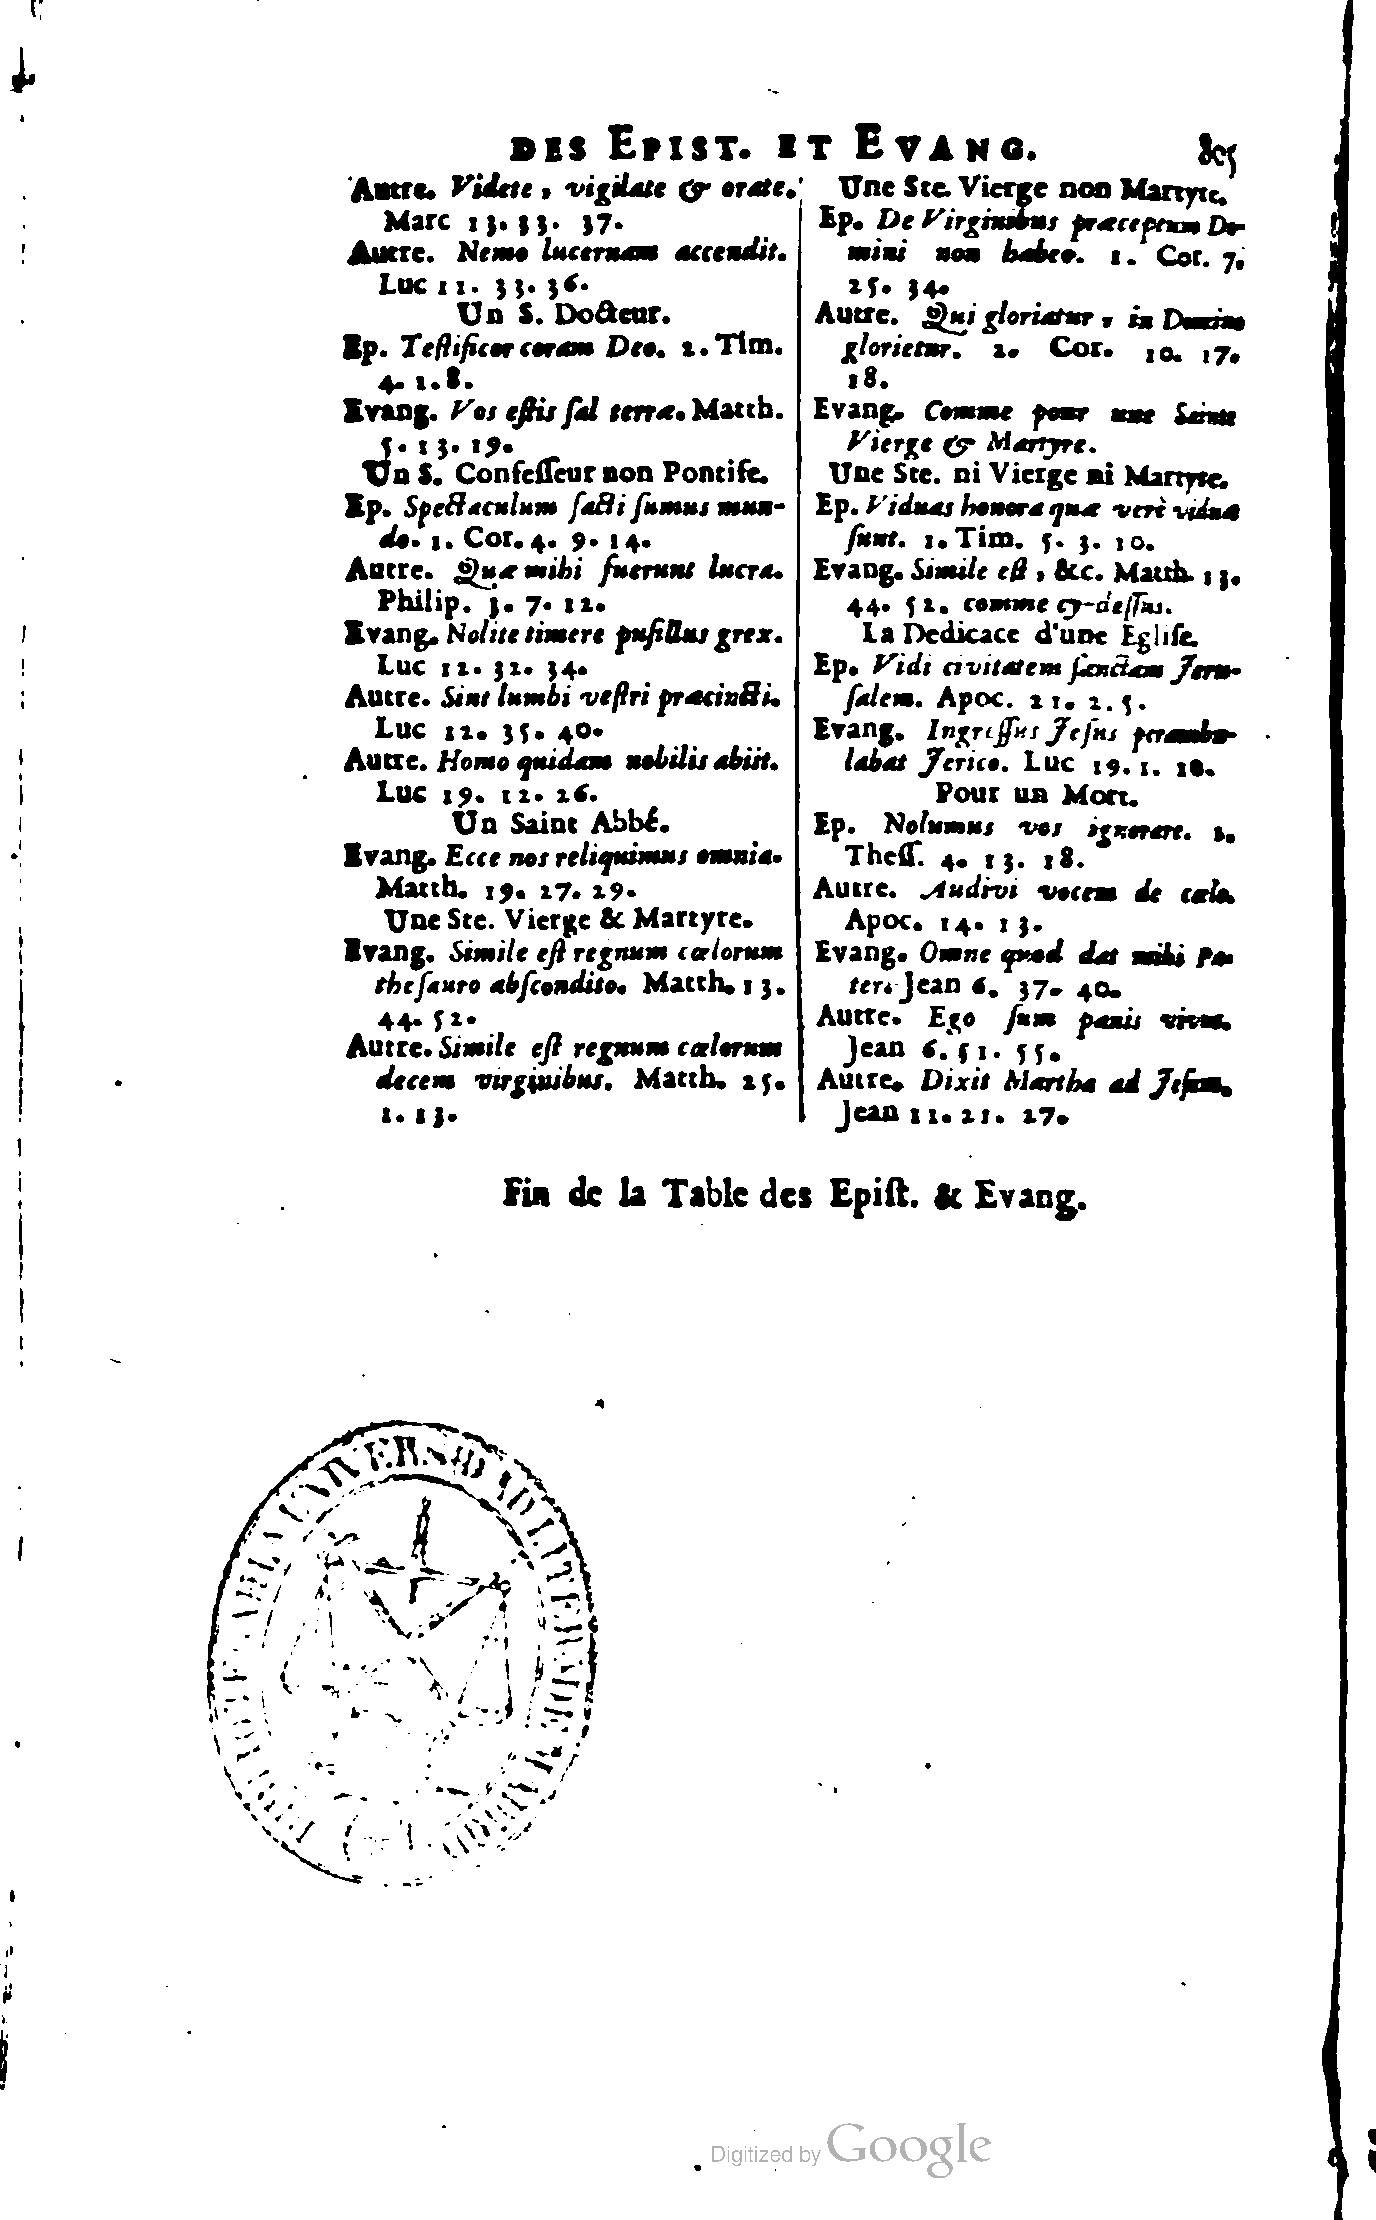 DES EPIST. ET EVANG. 805
Autre. Videte, vigilate & orate.
Marc 13. 33. 37.
Autre. Nemo lucernam accendit.
Luc 11. 33. 36.
Un S. Docteur.
Ep. Teſtificor coram Deo. 2. Tim.
4. 1. 8.
Evang. Vos eſtis ſal terræ. Matth.
5. 13. 19.
Un S. Confeſſeur non Pontife.
Ep. Spectaculum facti ſumus mun-
do. 1. Cor. 4. 9. 14.
Autre. Quæ mihi fuerunt lucra.
Philip. 3. 7. 12.
Evang. Nolite timere puſillus grex.
Luc 12. 32. 34.
Autre. Sint lumbi veſtri præcincti.
Luc 12. 35. 40.
Autre. Homo quidam nobilis abiit.
Luc 19. 12. 26.
Un Saint Abbé.
Evang. Ecce nos reliquimus omnia.
Matth. 19. 27. 29.
Une Ste. Vierge & Martyre.
Evang. Simile eſt regnum cœlorum
theſauro abſcondito. Matth. 13.
44. 52.
Autre. Simile eſt regnum cœlorum
decem virginibus. Matth. 25.
1. 13.
Une Ste. Vierge non Martyre.
Ep. De Virginibus præceptum Do-
mini non habeo. 1. Cor. 7.
25. 34.
Autre. Qui gloriatur, in Domino
glorietur. 2. Cor. 10. 17.
18.
Evang. Comme pour une Sainte
Vierge & Martyre.
Une Ste. ni Vierge ni Martyre.
Ep. Viduas honora quæ verè viduæ
ſunt. 1. Tim. 5. 3. 10.
Evang. Simile eſt, &c. Matth. 13.
44. 52. comme cy-deſſus.
La Dedicace d'une Egliſe.
Ep. Vidi civitatem ſanctam Jeru-
ſalem. Apoc. 21. 2. 5.
Evang. Ingreſſus Jeſus perambu-
labat Jerico. Luc 19. 1. 10.
Pour un Mort.
Ep. Nolumus vos ignorare. 1.
Theſſ. 4. 13. 18.
Autre. Audivi vocem de cœlo.
Apoc. 14. 13.
Evang. Omne quod dat mihi Pa-
ter. Jean 6. 37. 40.
Autre. Ego ſum panis vivus.
Jean 6. 51. 55.
Autre. Dixit Martha ad Jeſum.
Jean 11. 21. 27.
Fin de la Table des Epiſt. & Evang.
Digitized by Google